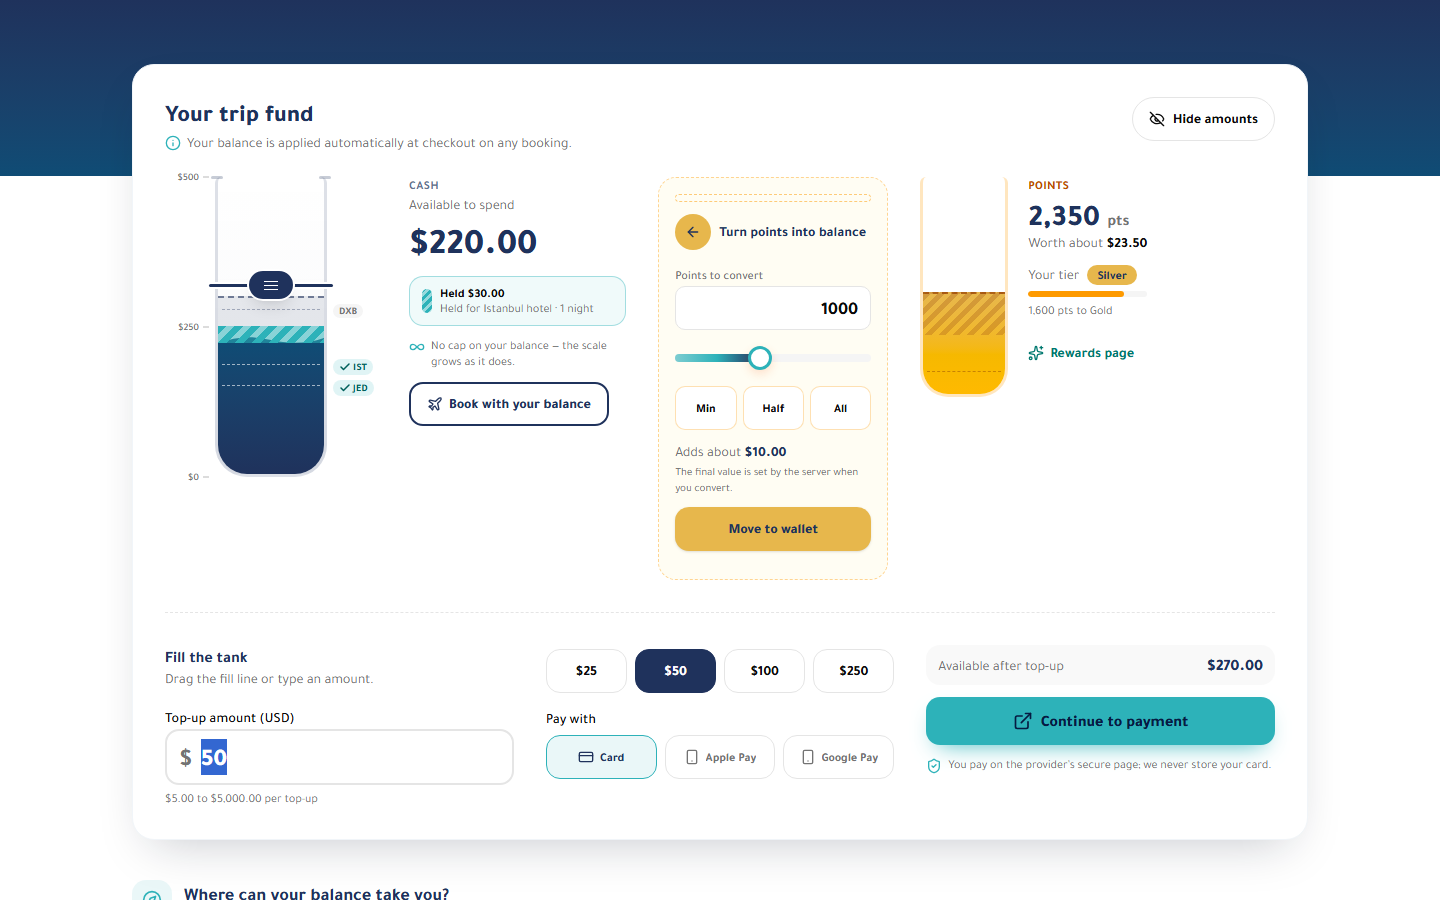 Your trip fund
Your balance is applied automatically at checkout on any booking.
Hide amounts
$500
$250
$0
DXB
IST
JED
CASH
Available to spend
$220.00
Held $30.00
Held for Istanbul hotel · 1 night
No cap on your balance – the scale
grows as it does.
Book with your balance
Turn points into balance
Points to convert
1000
Min
Half
All
Adds about $10.00
The final value is set by the server when
you convert.
Move to wallet
POINTS
2,350 pts
Worth about $23.50
Your tier Silver
1,600 pts to Gold
Rewards page
Fill the tank
Drag the fill line or type an amount.
Top-up amount (USD)
$ 50
$5.00 to $5,000.00 per top-up
$25
$50
$100
$250
Pay with
Card
Apple Pay
Google Pay
Available after top-up
$270.00
Continue to payment
You pay on the provider's secure page; we never store your card.
Where can your balance take you?